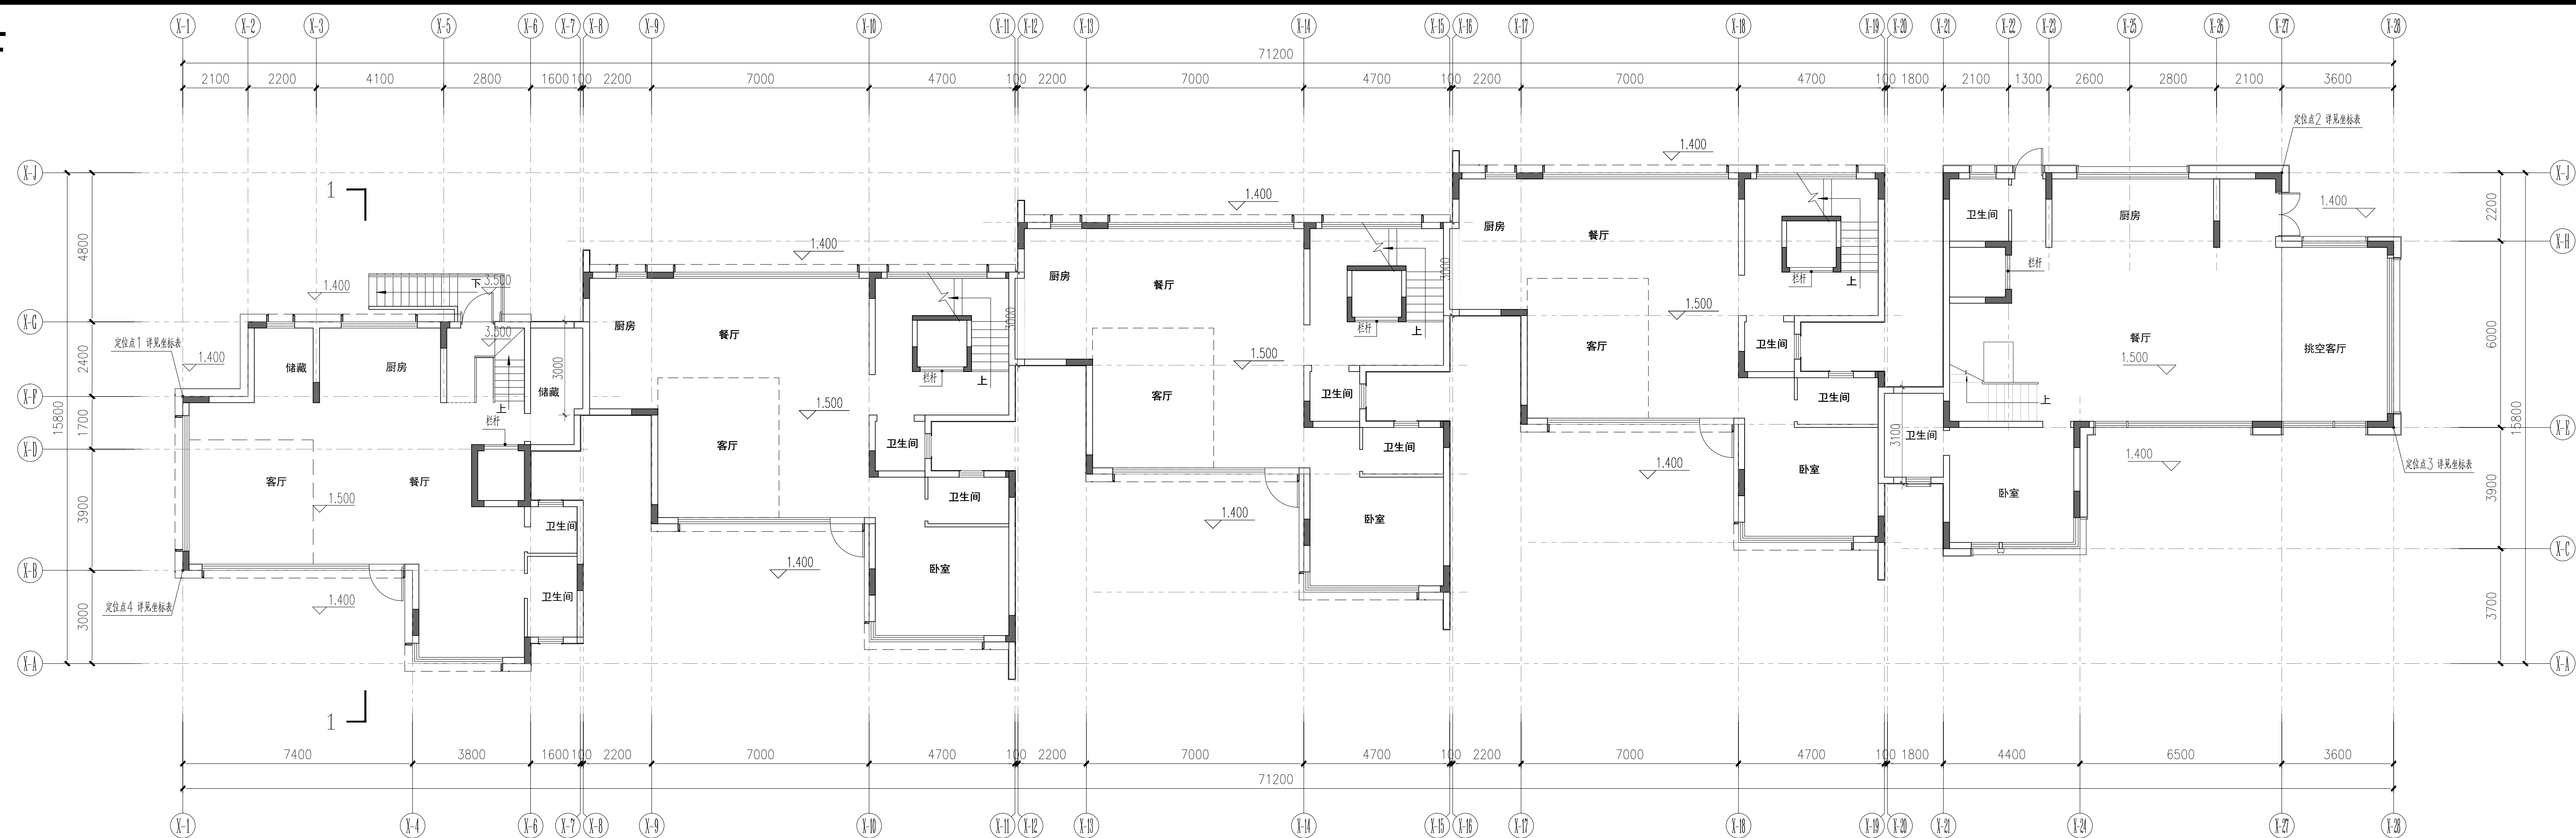 X-1 X-2 X-3 X-5 X-6 X-7 X-8 X-9 X-10 X-11 X-12 X-13 X-14 X-15 X-16 X-17 X-18 X-19 X-20 X-21 X-22 X-23 X-25 X-26 X-27 X-28
71200
2100 2200 4100 2800 1600 100 2200 7000 4700 100 2200 7000 4700 100 2200 7000 4700 100 1800 2100 1300 2600 2800 2100 3600
定位点2 详见坐标表
1.400
1.400
X-J
X-J
1
1.400
2200
厨房
餐厅
卫生间
厨房
4800
X-H
1.400
厨房
餐厅
栏杆
上
3000
栏杆
下 3.500
1.400
1.500
6000
X-G
厨房
餐厅
3000
栏杆
上
3.500
定位点1 详见坐标表
1.400
储藏
厨房
2400
3000
栏杆
上
1.500
客厅
卫生间
餐厅
1.500
挑空客厅
储藏
3000
上
栏杆
X-F
客厅
卫生间
卫生间
上
15800
1700
1.500
15800
X-E
X-D
客厅
卫生间
卫生间
卫生间
3100
1.400
定位点3 详见坐标表
1.400
卧室
客厅
餐厅
1.500
卫生间
卧室
3900
3900
1.400
卧室
卫生间
X-C
X-B
1.400
卧室
定位点4 详见坐标表
1.400
卫生间
3000
3700
X-A
X-A
1
7400 3800 1600 100 2200 7000 4700 100 2200 7000 4700 100 2200 7000 4700 100 1800 4400 6500 3600
71200
X-1 X-4 X-6 X-7 X-8 X-9 X-10 X-11 X-12 X-13 X-14 X-15 X-16 X-17 X-18 X-19 X-20 X-21 X-24 X-27 X-28